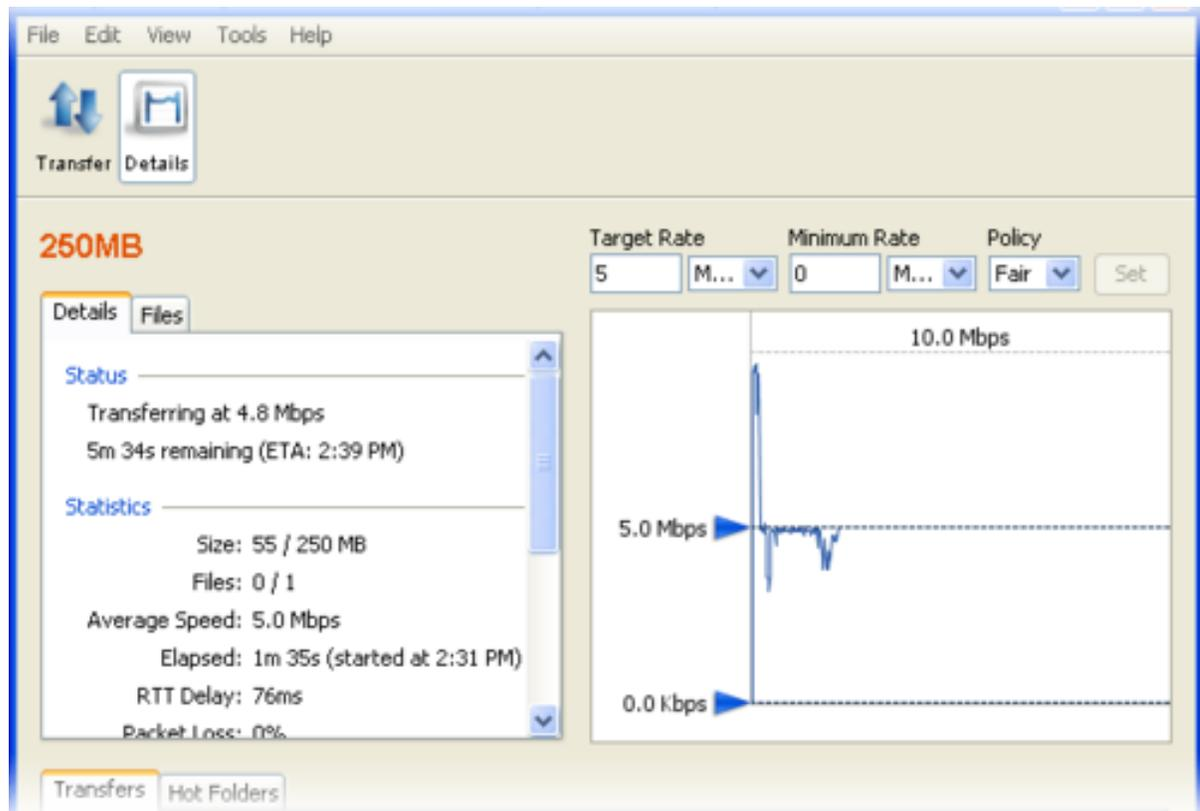 File Edit View Tools Help
Transfer Details
250MB
Target Rate Minimum Rate Policy
5 M... 0 M... Fair Set
Details Files
Status
Transferring at 4.8 Mbps
5m 34s remaining (ETA: 2:39 PM)
Statistics
Size: 55 / 250 MB
Files: 0 / 1
Average Speed: 5.0 Mbps
Elapsed: 1m 35s (started at 2:31 PM)
RTT Delay: 76ms
Packet Loss: 0%
10.0 Mbps
5.0 Mbps
0.0 Kbps
Transfers Hot Folders